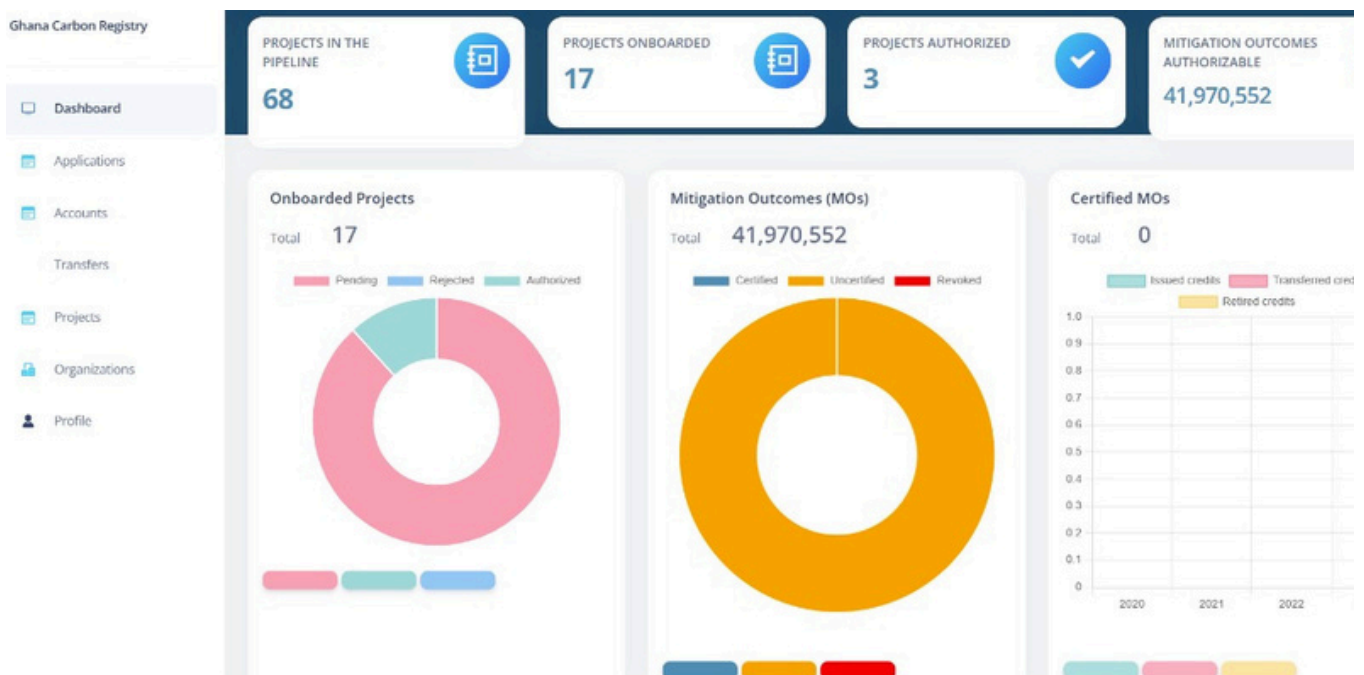 Ghana Carbon Registry
Dashboard
Applications
Accounts
Transfers
Projects
Organizations
Profile
PROJECTS IN THE
PIPELINE
68
PROJECTS ONBOARDED
17
PROJECTS AUTHORIZED
3
MITIGATION OUTCOMES
AUTHORIZABLE
41,970,552
Onboarded Projects
Total 17
Pending Rejected Authorized
Mitigation Outcomes (MOs)
Total 41,970,552
Certified Uncertified Revoked
Certified MOs
Total 0
Issued credits Transferred cred
Retired credits
1.0
0.9
0.8
0.7
0.6
0.5
0.4
0.3
0.2
0.1
0
2020 2021 2022